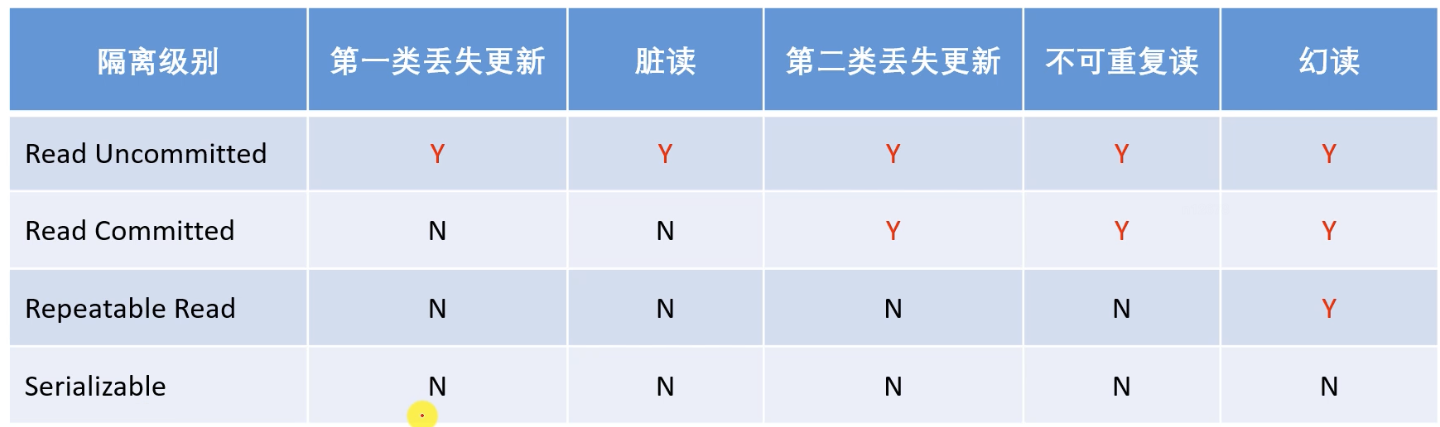 隔离级别 第一类丢失更新 脏读 第二类丢失更新 不可重复读 幻读
Read Uncommitted Y Y Y Y Y
Read Committed N N Y Y Y
Repeatable Read N N N N Y
Serializable N N N N N